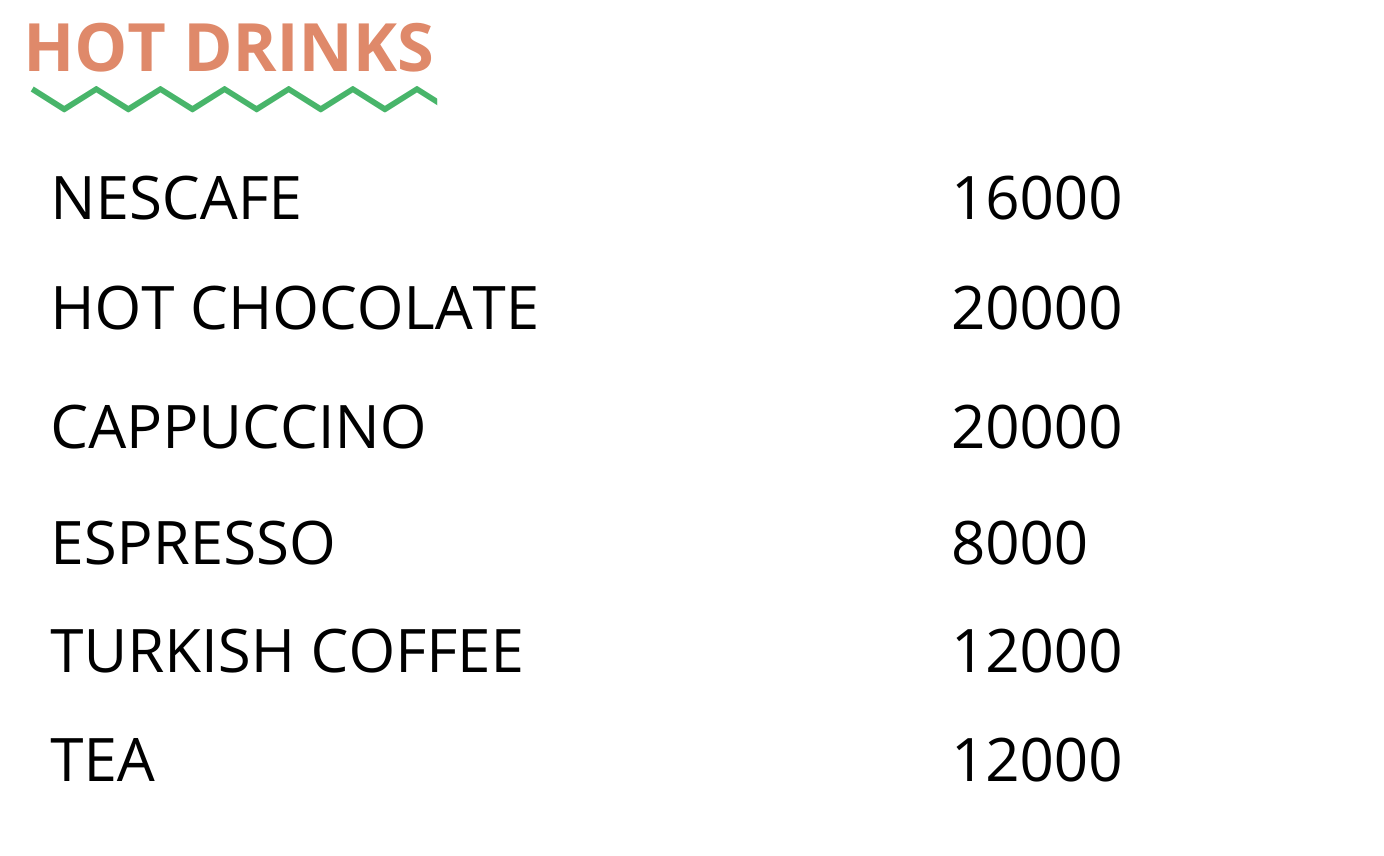 HOT DRINKS
NESCAFE 16000
HOT CHOCOLATE 20000
CAPPUCCINO 20000
ESPRESSO 8000
TURKISH COFFEE 12000
TEA 12000